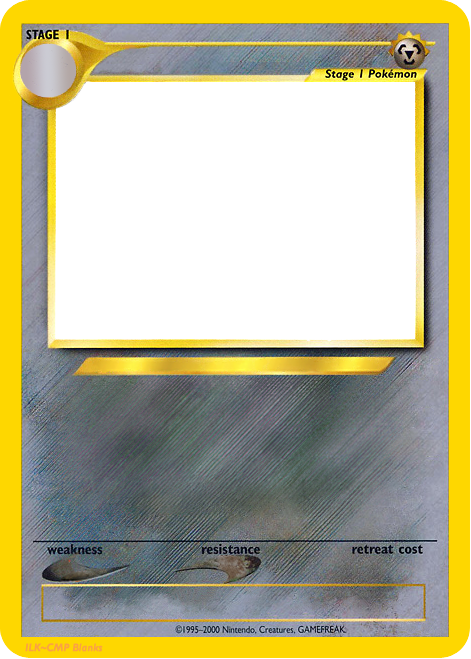 STAGE 1
Stage 1 Pokémon
weakness resistance retreat cost
©1995-2000 Nintendo, Creatures, GAMEFREAK.
ILK~CMP Blanks